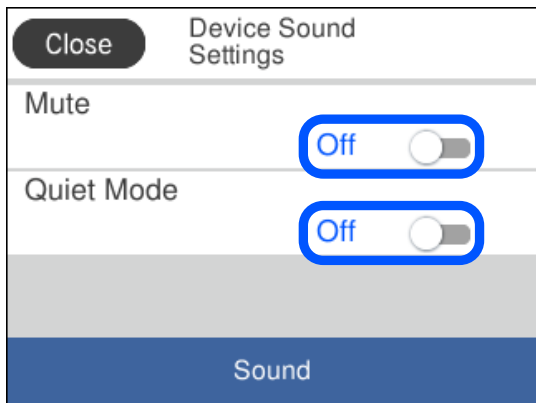 Close
Device Sound
Settings
Mute
Off
Quiet Mode
Off
Sound